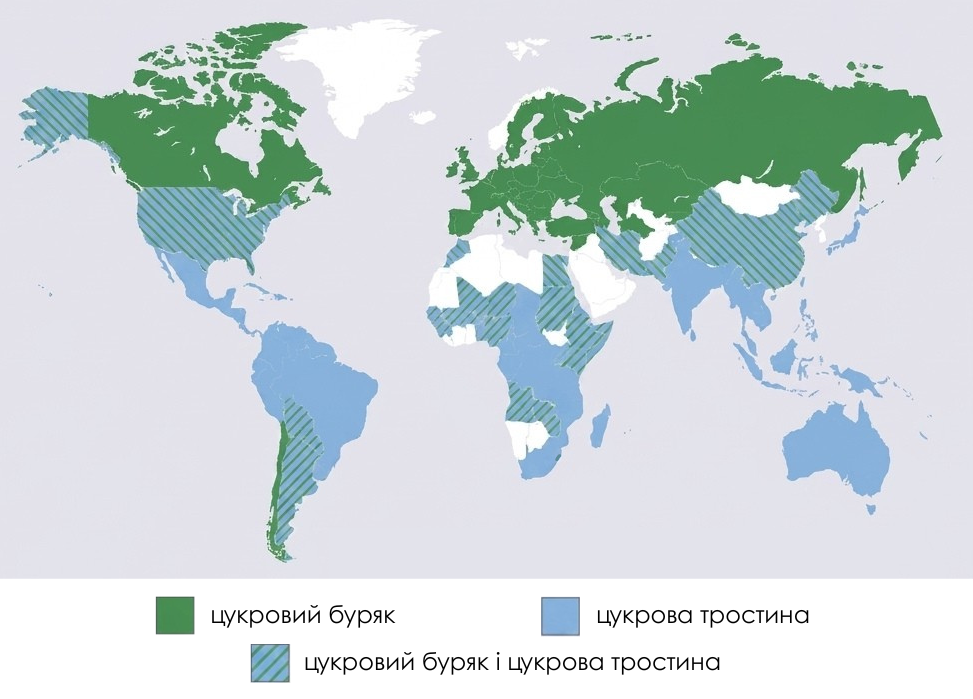 цукровий буряк
цукрова тростина
цукровий буряк і цукрова тростина